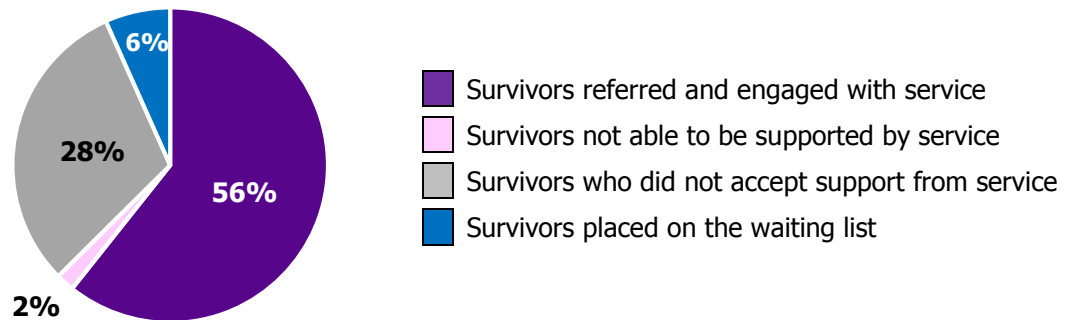 6%
28%
56%
2%
Survivors referred and engaged with service
Survivors not able to be supported by service
Survivors who did not accept support from service
Survivors placed on the waiting list